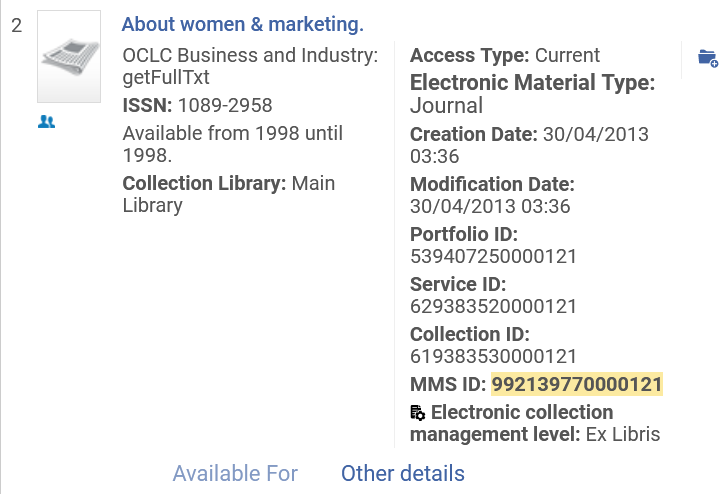 2
About women & marketing.
OCLC Business and Industry:
getFullTxt
ISSN: 1089-2958
Available from 1998 until
1998.
Collection Library: Main
Library
Access Type: Current
Electronic Material Type:
Journal
Creation Date: 30/04/2013
03:36
Modification Date:
30/04/2013 03:36
Portfolio ID:
539407250000121
Service ID:
629383520000121
Collection ID:
619383530000121
MMS ID: 992139770000121
Electronic collection
management level: Ex Libris
Available For
Other details